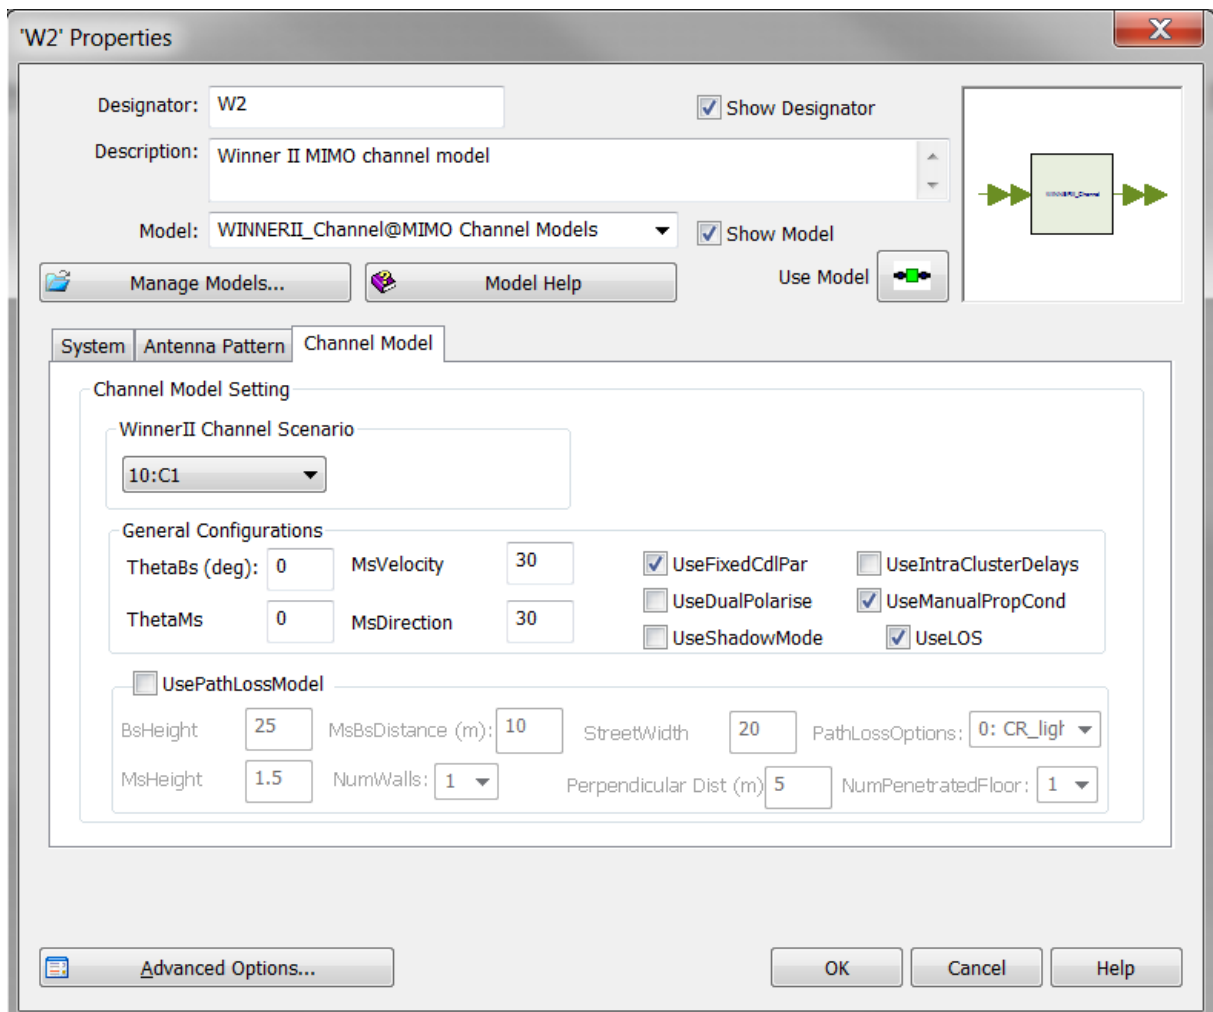 'W2' Properties
X
Designator: W2
Show Designator
Description: Winner II MIMO channel model
Model: WINNERII_Channel@MIMO Channel Models
Show Model
WINNERII_Channel
Manage Models...
Model Help
Use Model
System Antenna Pattern Channel Model
Channel Model Setting
WinnerII Channel Scenario
10:C1
General Configurations
ThetaBs (deg): 0 MsVelocity 30 UseFixedCdlPar UseIntraClusterDelays
UseDualPolarise UseManualPropCond
ThetaMs 0 MsDirection 30
UseShadowMode UseLOS
UsePathLossModel
BsHeight 25 MsBsDistance (m): 10 StreetWidth 20 PathLossOptions: 0: CR_ligh
MsHeight 1.5 NumWalls: 1 Perpendicular Dist (m) 5 NumPenetratedFloor: 1
Advanced Options...
OK Cancel Help